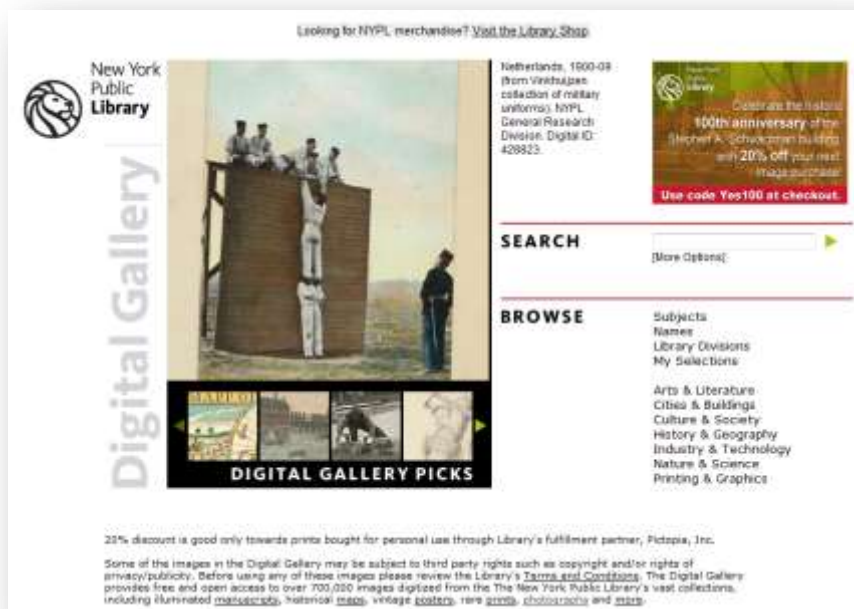 Looking for NYPL merchandise? Visit the Library Shop
New York
Public
Library
Digital Gallery
Netherlands, 1900-09
(from Vinkhuijzen
collection of military
uniforms). NYPL
General Research
Division. Digital ID:
428823.
Celebrate the historic
100th anniversary of the
Stephen A. Schwarzman building
with 20% off your next
image purchase!
Use code Yes100 at checkout.
SEARCH
[More Options]
BROWSE
Subjects
Names
Library Divisions
My Selections
Arts & Literature
Cities & Buildings
Culture & Society
History & Geography
Industry & Technology
Nature & Science
Printing & Graphics
DIGITAL GALLERY PICKS
20% discount is good only towards prints bought for personal use through Library's fulfillment partner, Pictopia, Inc.
Some of the images in the Digital Gallery may be subject to third party rights such as copyright and/or rights of
privacy/publicity. Before using any of these images please review the Library's Terms and Conditions. The Digital Gallery
provides free and open access to over 700,000 images digitized from the The New York Public Library's vast collections,
including illuminated manuscripts, historical maps, vintage posters, rare prints, photographs and more.